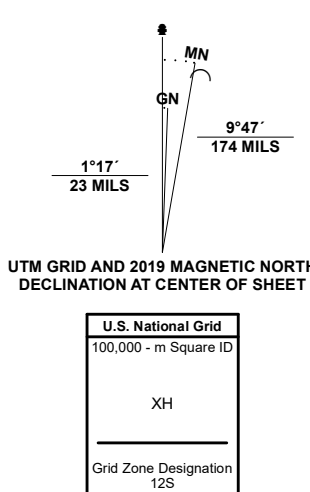 MN
GN
9°47´
174 MILS
1°17´
23 MILS
UTM GRID AND 2019 MAGNETIC NORTH
DECLINATION AT CENTER OF SHEET
U.S. National Grid
100,000 - m Square ID
XH
Grid Zone Designation
12S